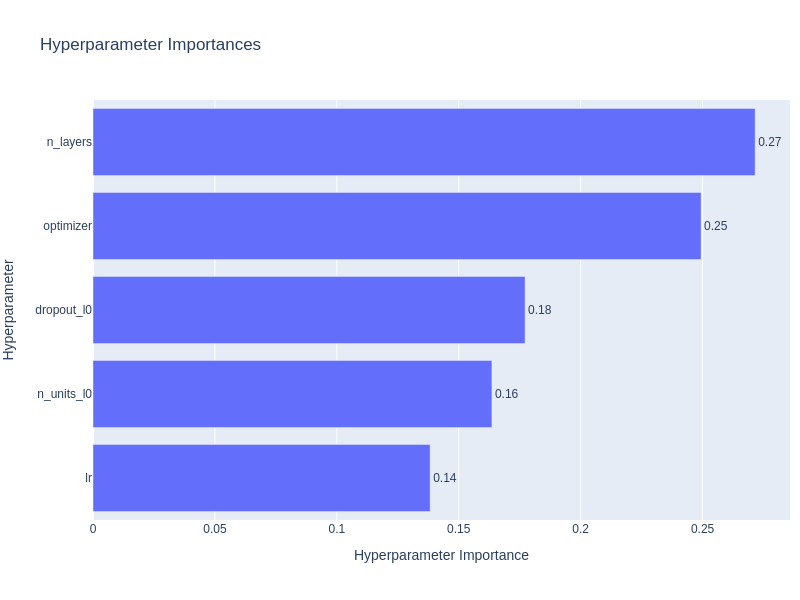 Hyperparameter Importances
Hyperparameter
n_layers
0.27
optimizer
0.25
dropout_l0
0.18
n_units_l0
0.16
lr
0.14
0
0.05
0.1
0.15
0.2
0.25
Hyperparameter Importance